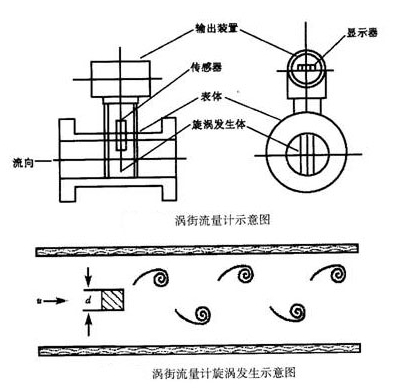 输出装置
显示器
传感器
表体
旋涡发生体
流向
涡街流量计示意图
u
d
涡街流量计旋涡发生示意图